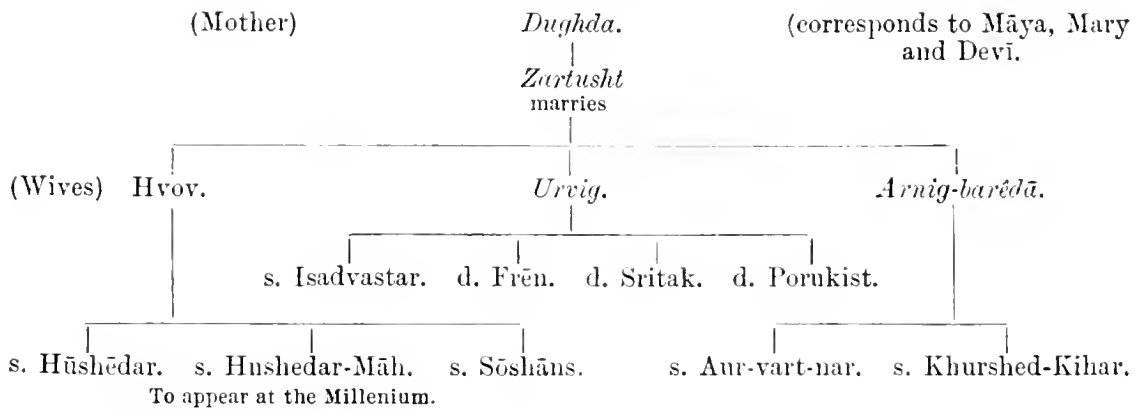 (Mother) Dughda. (corresponds to Māya, Mary
and Devī.
Zartusht
marries
(Wives) Hvov. Urvig. Arnig-barêdā.
s. Isadvastar. d. Frēn. d. Sritak. d. Porukist.
s. Hūshēdar. s. Hushedar-Māh. s. Sōshāns. s. Aur-vart-nar. s. Khurshed-Kihar.
To appear at the Millenium.